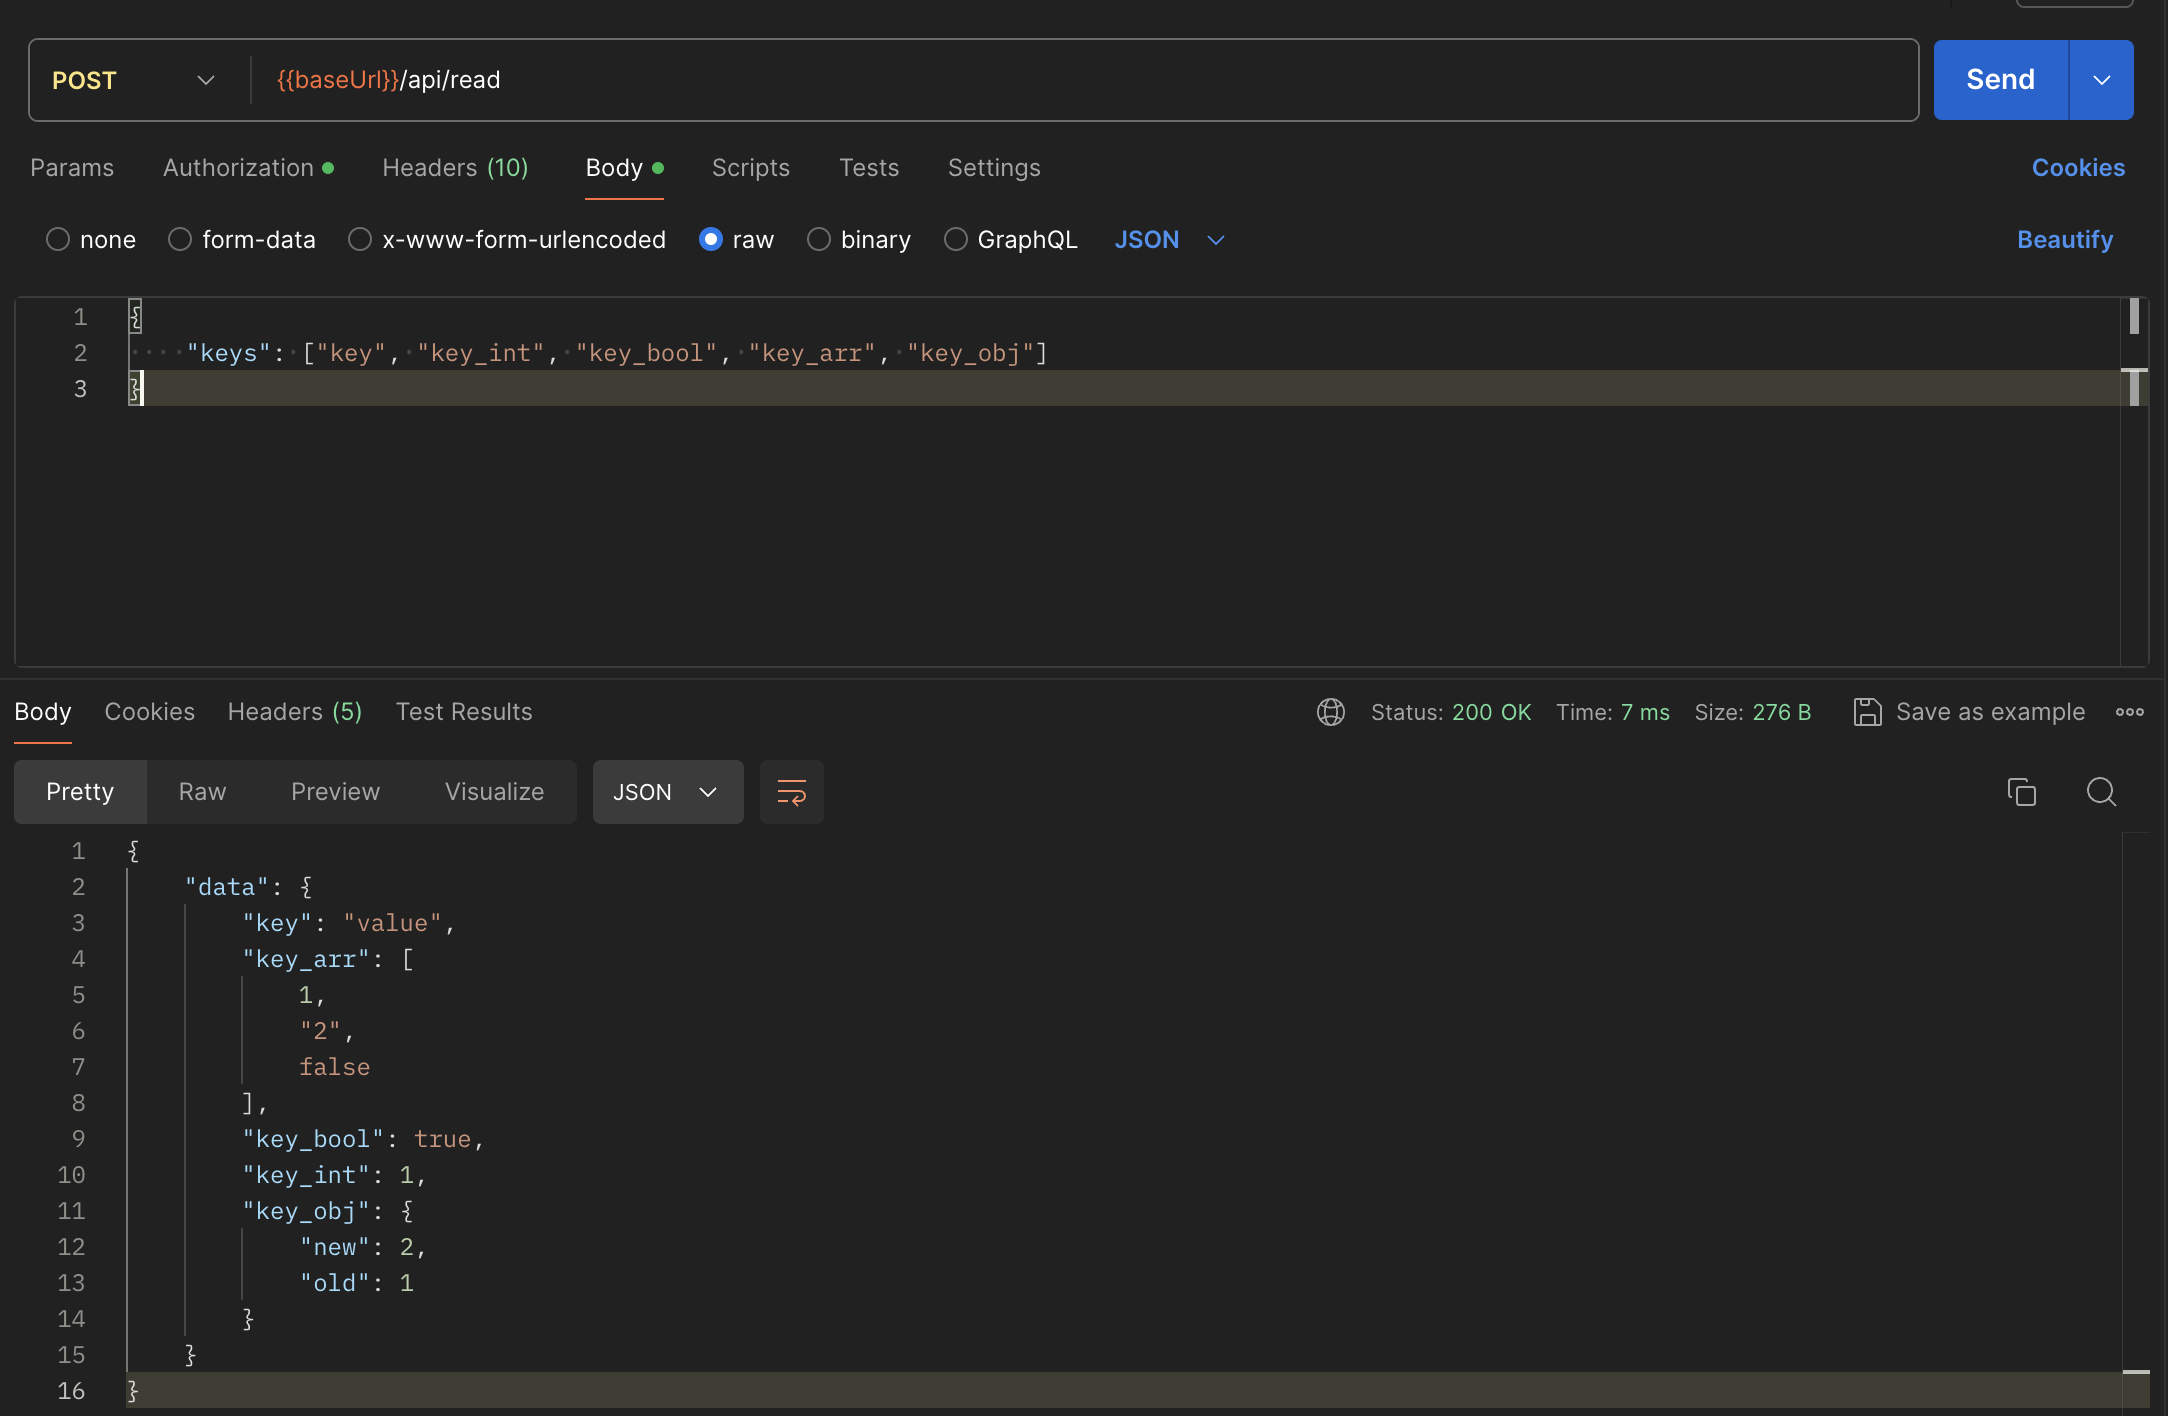 POST {{baseUrl}}/api/read Send
Params Authorization Headers (10) Body Scripts Tests Settings Cookies
none form-data x-www-form-urlencoded raw binary GraphQL JSON Beautify
1 {
2 ····"keys":·["key",·"key_int",·"key_bool",·"key_arr",·"key_obj"]
3 }
Body Cookies Headers (5) Test Results Status: 200 OK Time: 7 ms Size: 276 B Save as example
Pretty Raw Preview Visualize JSON
1 {
2     "data": {
3         "key": "value",
4         "key_arr": [
5             1,
6             "2",
7             false
8         ],
9         "key_bool": true,
10         "key_int": 1,
11         "key_obj": {
12             "new": 2,
13             "old": 1
14         }
15     }
16 }